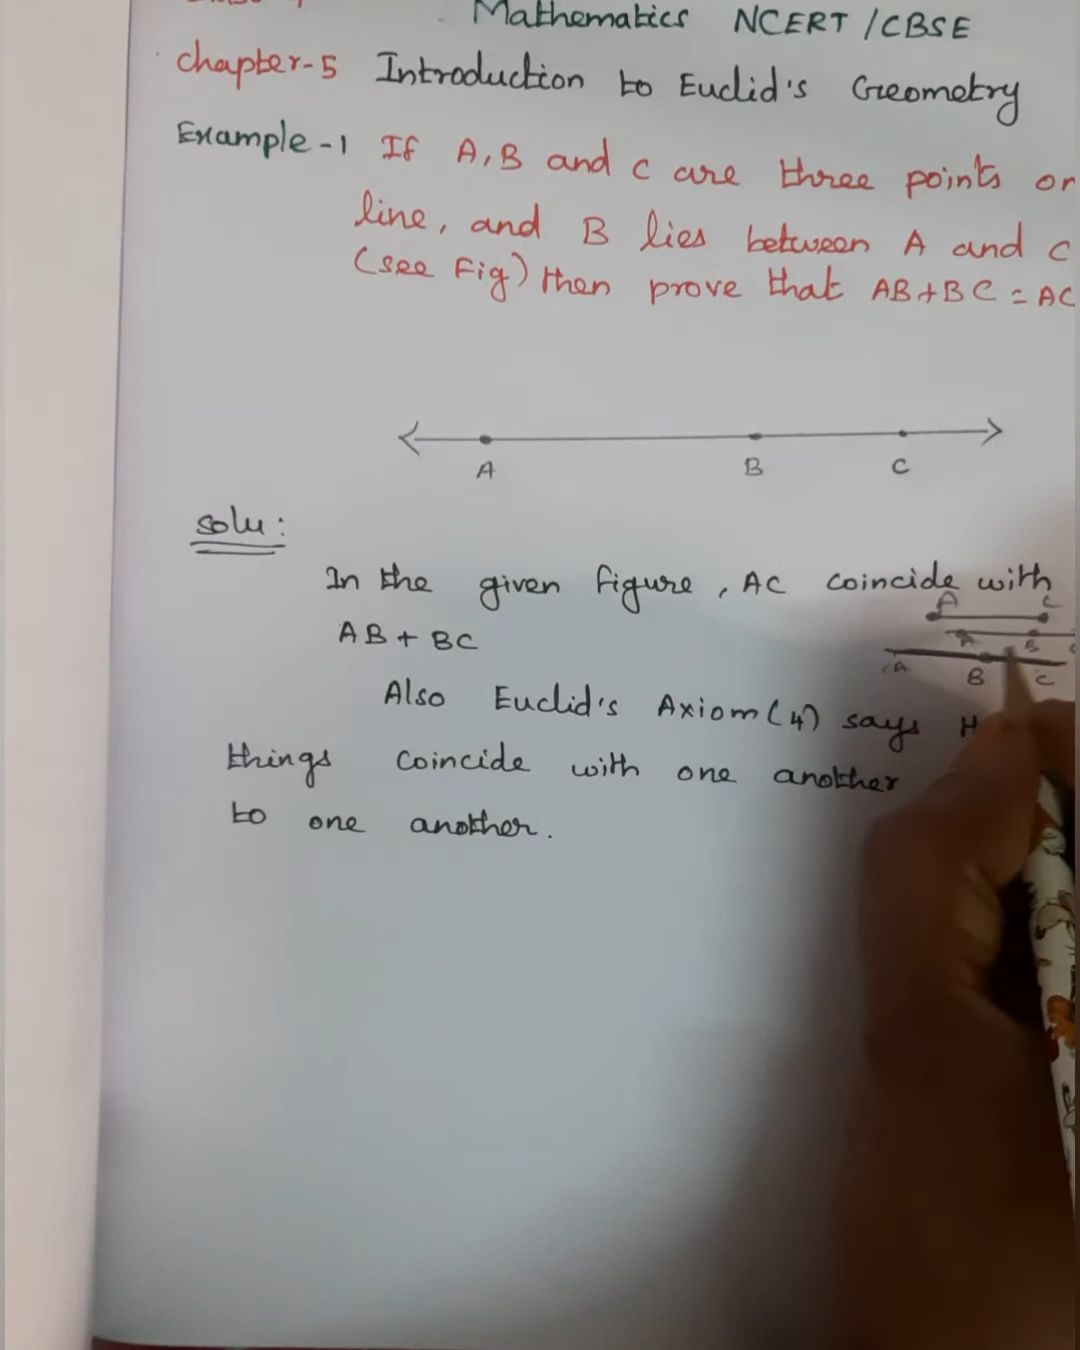 Mathematics NCERT / CBSE
Chapter-5 Introduction to Euclid's Geometry
Example-1 If A, B and C are three points on
line, and B lies between A and C
(see Fig) then prove that AB + BC = AC
A B C
Solu:
In the given figure, AC coincide with
AB + BC
A C
A B
A B C
Also Euclid's Axiom (4) says
things coincide with one another
to one another.